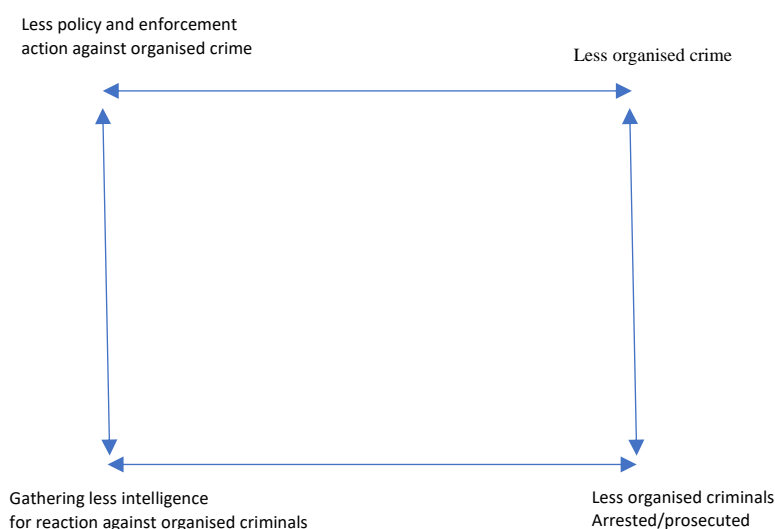 Less policy and enforcement
action against organised crime
Less organised crime
Gathering less intelligence
for reaction against organised criminals
Less organised criminals
Arrested/prosecuted